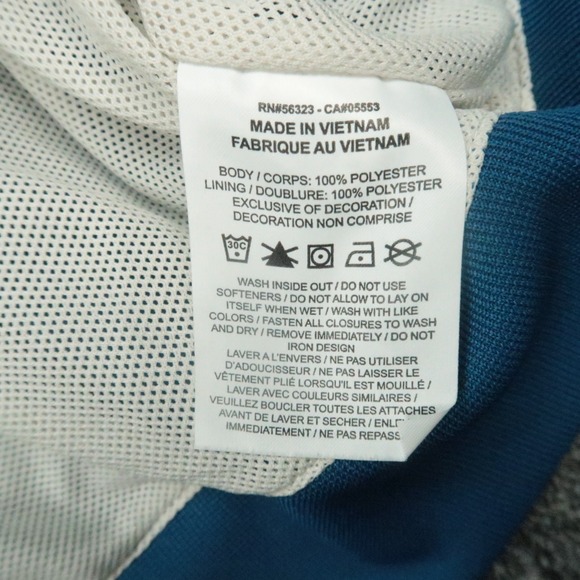 RN#56323 - CA#05553
MADE IN VIETNAM
FABRIQUE AU VIETNAM
BODY / CORPS: 100% POLYESTER
LINING / DOUBLURE: 100% POLYESTER
EXCLUSIVE OF DECORATION /
DECORATION NON COMPRISE
30C
WASH INSIDE OUT / DO NOT USE
SOFTENERS / DO NOT ALLOW TO LAY ON
ITSELF WHEN WET / WASH WITH LIKE
COLORS / FASTEN ALL CLOSURES TO WASH
AND DRY / REMOVE IMMEDIATELY / DO NOT
IRON DESIGN
LAVER A L'ENVERS / NE PAS UTILISER
D'ADOUCISSEUR / NE PAS LAISSER LE
VÊTEMENT PLIÉ LORSQU'IL EST MOUILLÉ /
LAVER AVEC COULEURS SIMILAIRES /
VEUILLEZ BOUCLER TOUTES LES ATTACHES
AVANT DE LAVER ET SECHER /
IMMEDIATEMENT / NE PAS